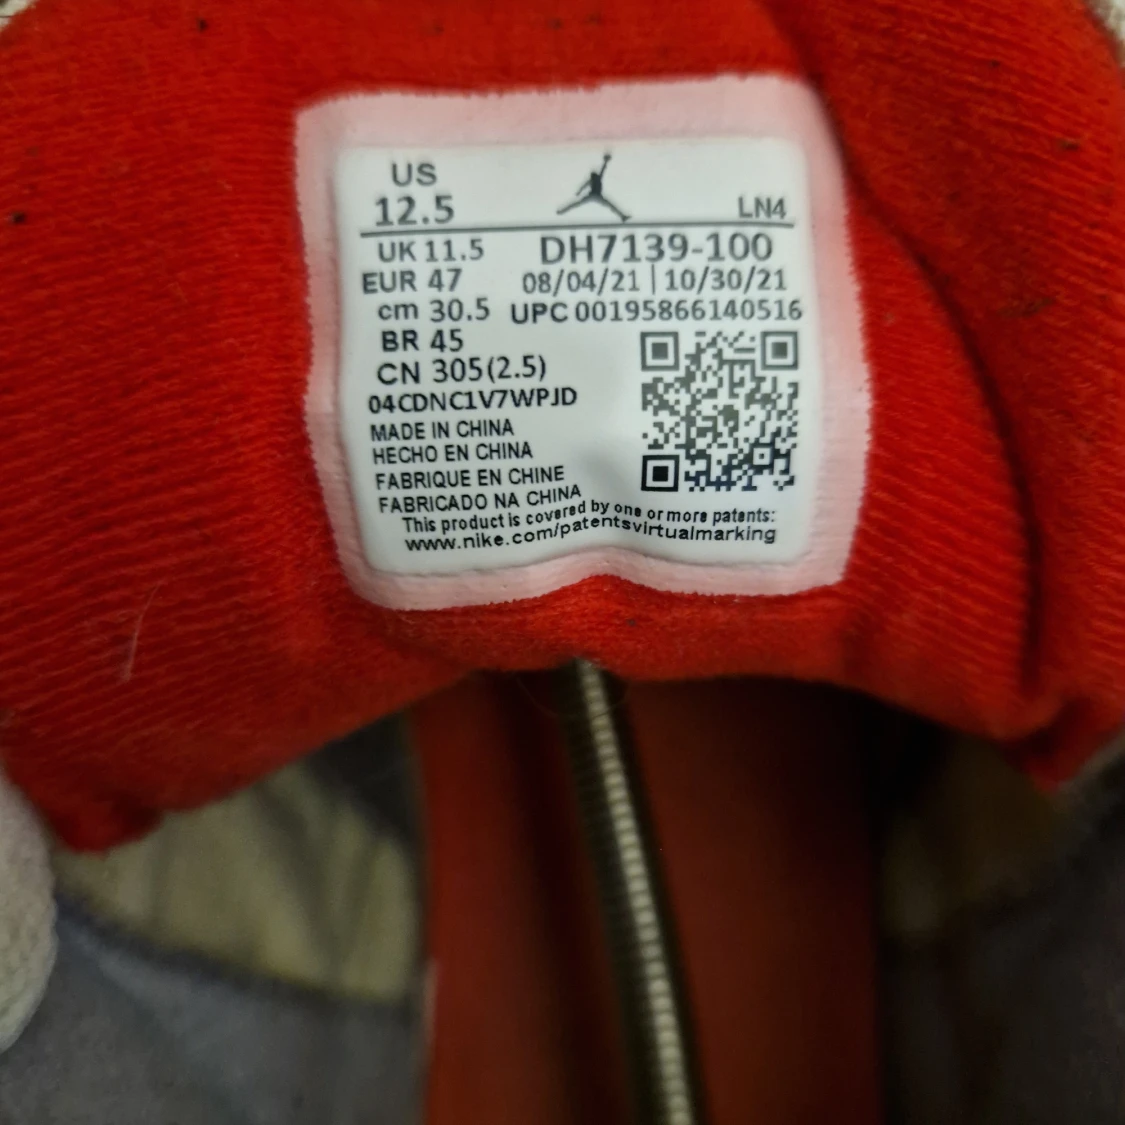 US
12.5
LN4
UK 11.5 DH7139-100
EUR 47 08/04/21 | 10/30/21
cm 30.5 UPC 00195866140516
BR 45
CN 305(2.5)
04CDNC1V7WPJD
MADE IN CHINA
HECHO EN CHINA
FABRIQUE EN CHINE
FABRICADO NA CHINA
This product is covered by one or more patents:
www.nike.com/patentsvirtualmarking